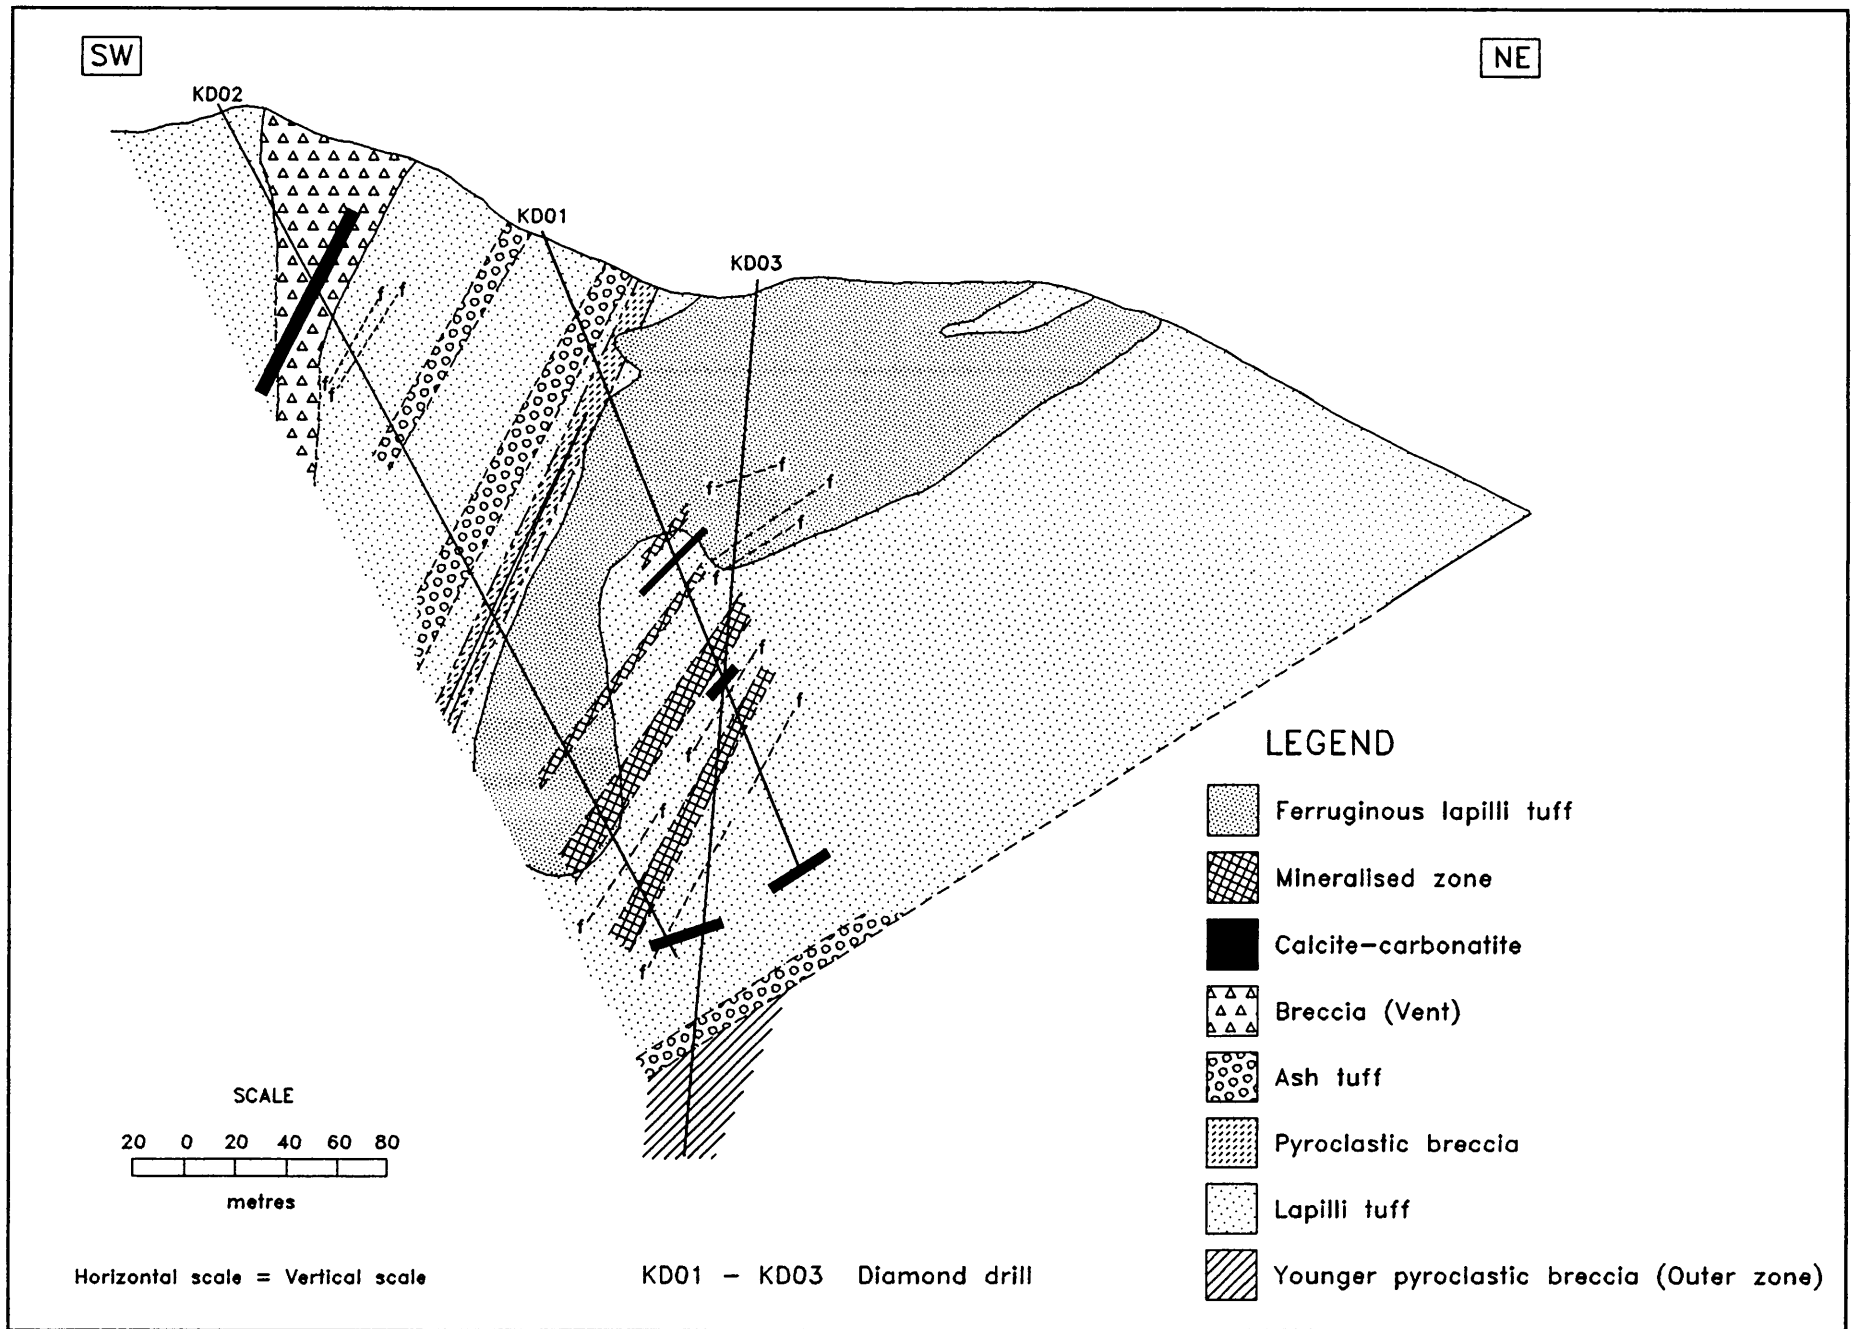 SW
NE
KD02
KD01
KD03
f f
f
f
f
f
f
f
f
f
f
f
f
f
f
f
LEGEND
Ferruginous lapilli tuff
Mineralised zone
Calcite-carbonatite
Breccia (Vent)
Ash tuff
Pyroclastic breccia
Lapilli tuff
Younger pyroclastic breccia (Outer zone)
SCALE
20 0 20 40 60 80
metres
Horizontal scale = Vertical scale
KD01 - KD03 Diamond drill